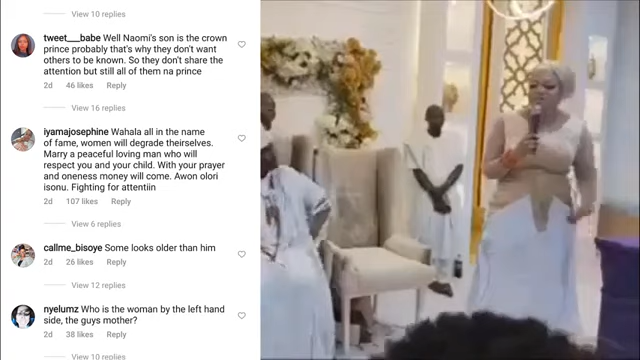 View 10 replies
tweet___babe Well Naomi's son is the crown
prince probably that's why they don't want
others to be known. So they don't share the
attention but still all of them na prince
2d 46 likes Reply
View 16 replies
iyamajosephine Wahala all in the name
of fame, women will degrade theirselves.
Marry a peaceful loving man who will
respect you and your child. With your prayer
and oneness money will come. Awon olori
isonu. Fighting for attentiin
2d 107 likes Reply
View 6 replies
callme_bisoye Some looks older than him
2d 26 likes Reply
View 12 replies
nyelumz Who is the woman by the left hand
side, the guys mother?
2d 38 likes Reply
View 10 replies